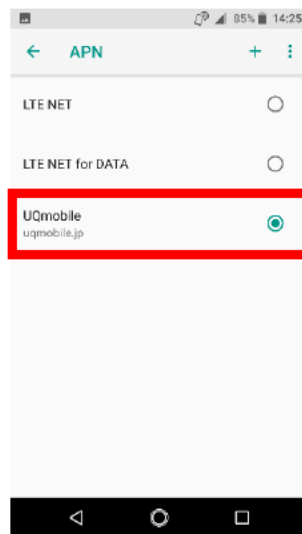 85% 14:25
APN
LTE NET
LTE NET for DATA
UQmobile
uqmobile.jp